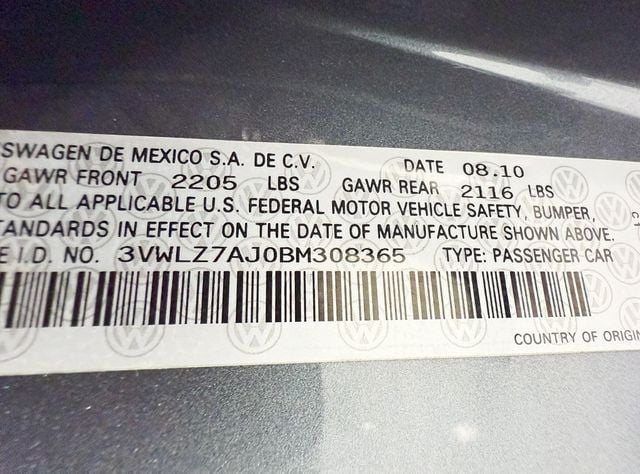 SWAGEN DE MEXICO S.A. DE C.V. DATE 08.10
GAWR FRONT 2205 LBS GAWR REAR 2116 LBS
TO ALL APPLICABLE U.S. FEDERAL MOTOR VEHICLE SAFETY, BUMPER,
TANDARDS IN EFFECT ON THE DATE OF MANUFACTURE SHOWN ABOVE.
E I.D. NO. 3VWLZ7AJ0BM308365 TYPE: PASSENGER CAR
COUNTRY OF ORIGIN